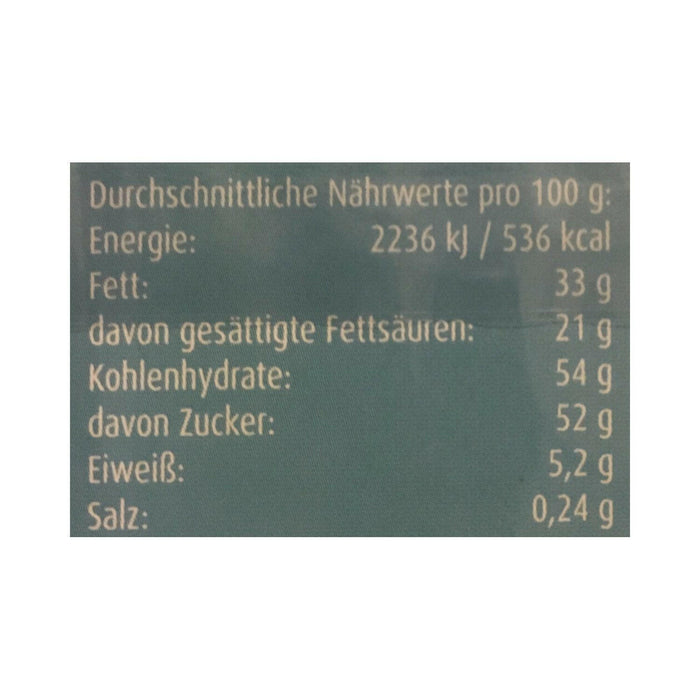 Durchschnittliche Nährwerte pro 100 g:
Energie: 2236 kJ / 536 kcal
Fett: 33 g
davon gesättigte Fettsäuren: 21 g
Kohlenhydrate: 54 g
davon Zucker: 52 g
Eiweiß: 5,2 g
Salz: 0,24 g